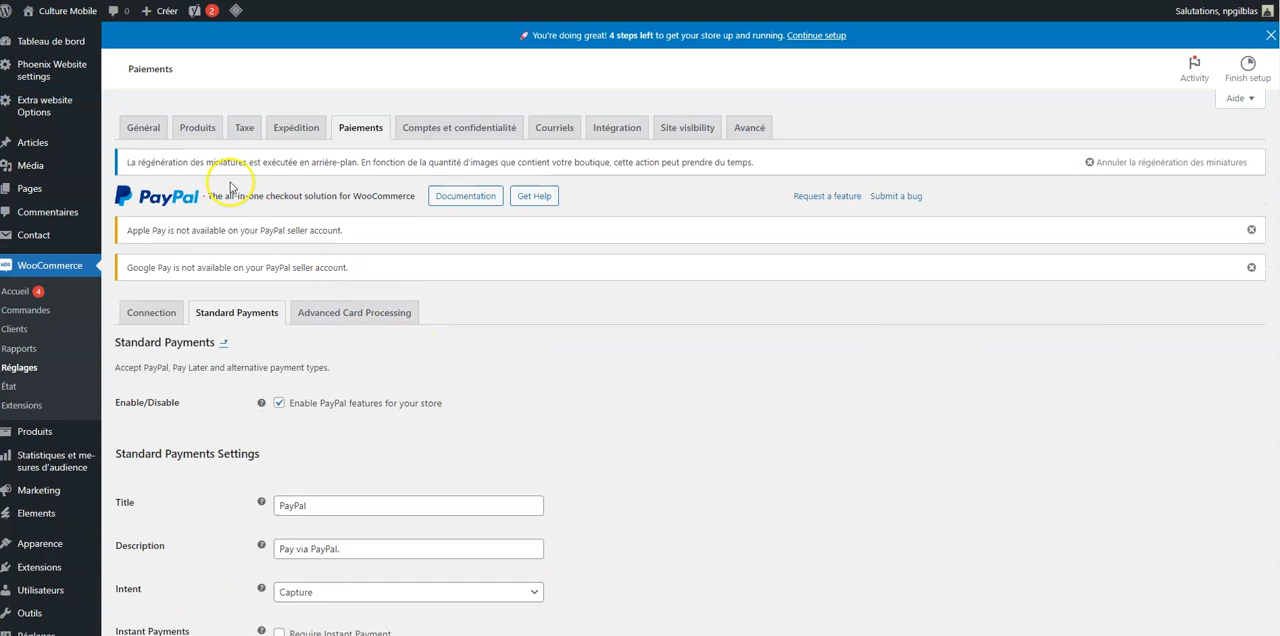 Culture Mobile 0 Créer 2 Salutations, npgilblas
You're doing great! 4 steps left to get your store up and running. Continue setup
Tableau de bord
Phoenix Website
settings
Extra website
Options
Articles
Média
Pages
Commentaires
Contact
WooCommerce
Accueil 4
Commandes
Clients
Rapports
Réglages
État
Extensions
Produits
Statistiques et me-
sures d'audience
Marketing
Elements
Apparence
Extensions
Utilisateurs
Outils
Réglages
Paiements
Activity
Finish setup
Aide
Général Produits Taxe Expédition Paiements Comptes et confidentialité Courriels Intégration Site visibility Avancé
La régénération des miniatures est exécutée en arrière-plan. En fonction de la quantité d'images que contient votre boutique, cette action peut prendre du temps. Annuler la régénération des miniatures
PayPal - The all-in-one checkout solution for WooCommerce Documentation Get Help Request a feature Submit a bug
Apple Pay is not available on your PayPal seller account.
Google Pay is not available on your PayPal seller account.
Connection Standard Payments Advanced Card Processing
Standard Payments
Accept PayPal, Pay Later and alternative payment types.
Enable/Disable Enable PayPal features for your store
Standard Payments Settings
Title PayPal
Description Pay via PayPal.
Intent Capture
Instant Payments Require Instant Payment